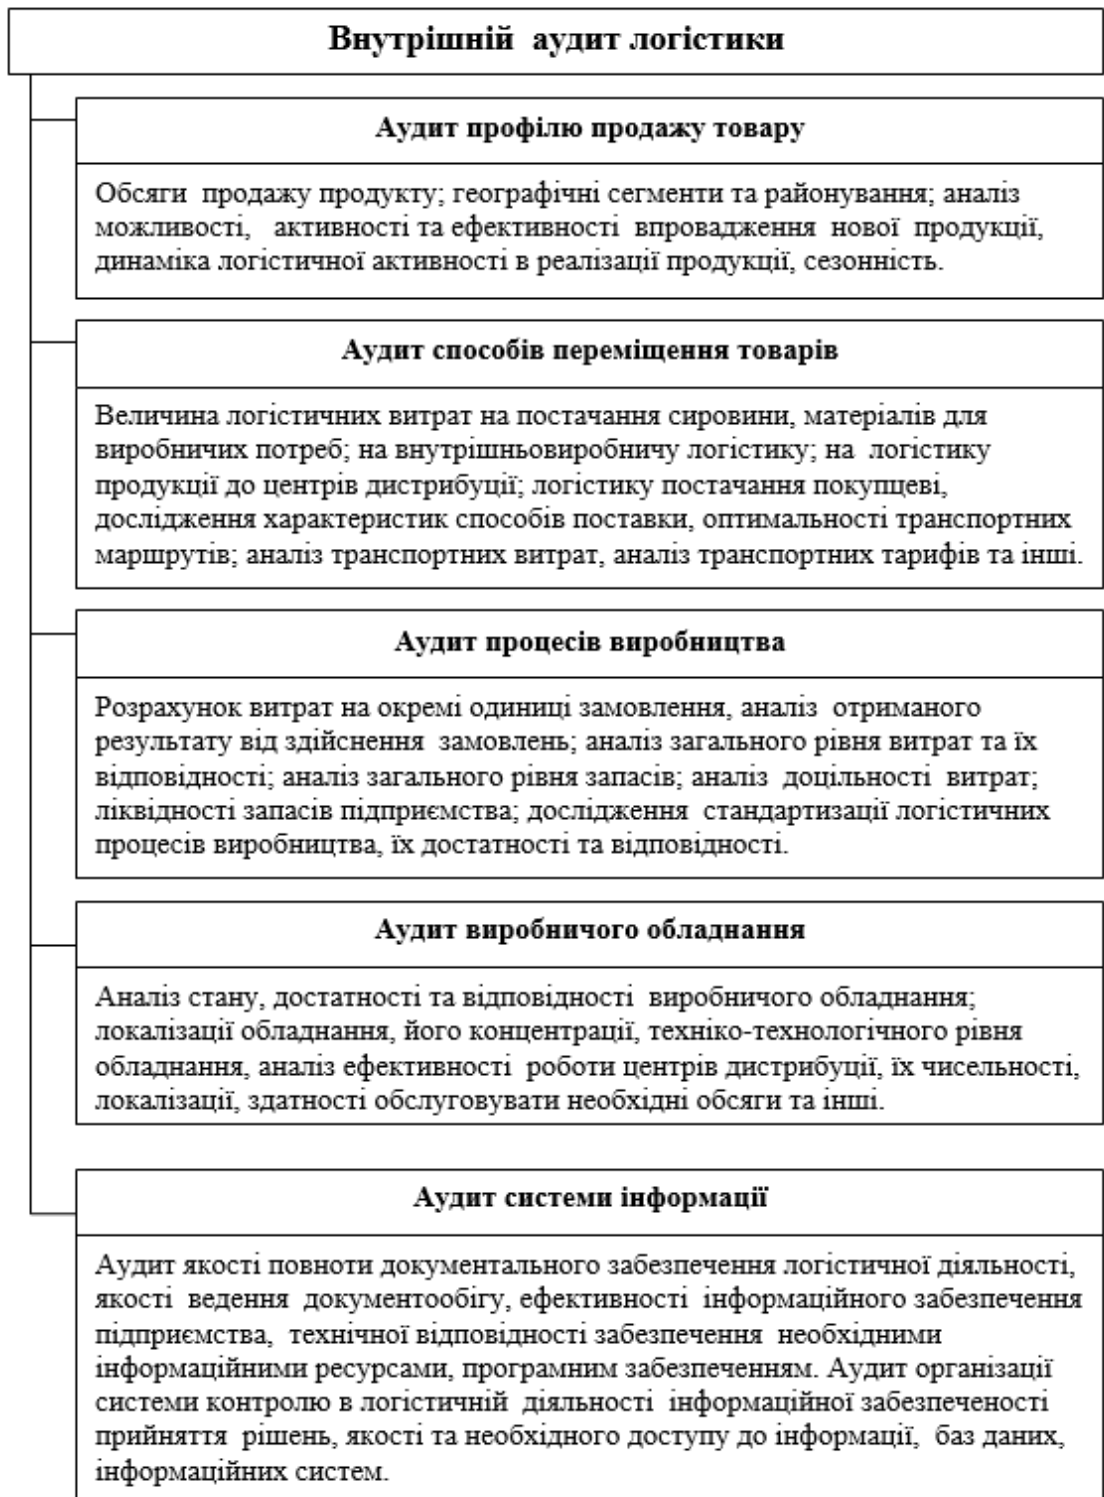 Внутрішній аудит логістики
Аудит профілю продажу товару
Обсяги продажу продукту; географічні сегменти та районування; аналіз
можливості, активності та ефективності впровадження нової продукції,
динаміка логістичної активності в реалізації продукції, сезонність.
Аудит способів переміщення товарів
Величина логістичних витрат на постачання сировини, матеріалів для
виробничих потреб; на внутрішньовиробничу логістику; на логістику
продукції до центрів дистрибуції; логістику постачання покупцеві,
дослідження характеристик способів поставки, оптимальності транспортних
маршрутів; аналіз транспортних витрат, аналіз транспортних тарифів та інші.
Аудит процесів виробництва
Розрахунок витрат на окремі одиниці замовлення, аналіз отриманого
результату від здійснення замовлень; аналіз загального рівня витрат та їх
відповідності; аналіз загального рівня запасів; аналіз доцільності витрат;
ліквідності запасів підприємства; дослідження стандартизації логістичних
процесів виробництва, їх достатності та відповідності.
Аудит виробничого обладнання
Аналіз стану, достатності та відповідності виробничого обладнання;
локалізації обладнання, його концентрації, техніко-технологічного рівня
обладнання, аналіз ефективності роботи центрів дистрибуції, їх чисельності,
локалізації, здатності обслуговувати необхідні обсяги та інші.
Аудит системи інформації
Аудит якості повноти документального забезпечення логістичної діяльності,
якості ведення документообігу, ефективності інформаційного забезпечення
підприємства, технічної відповідності забезпечення необхідними
інформаційними ресурсами, програмним забезпеченням. Аудит організації
системи контролю в логістичній діяльності інформаційної забезпеченості
прийняття рішень, якості та необхідного доступу до інформації, баз даних,
інформаційних систем.